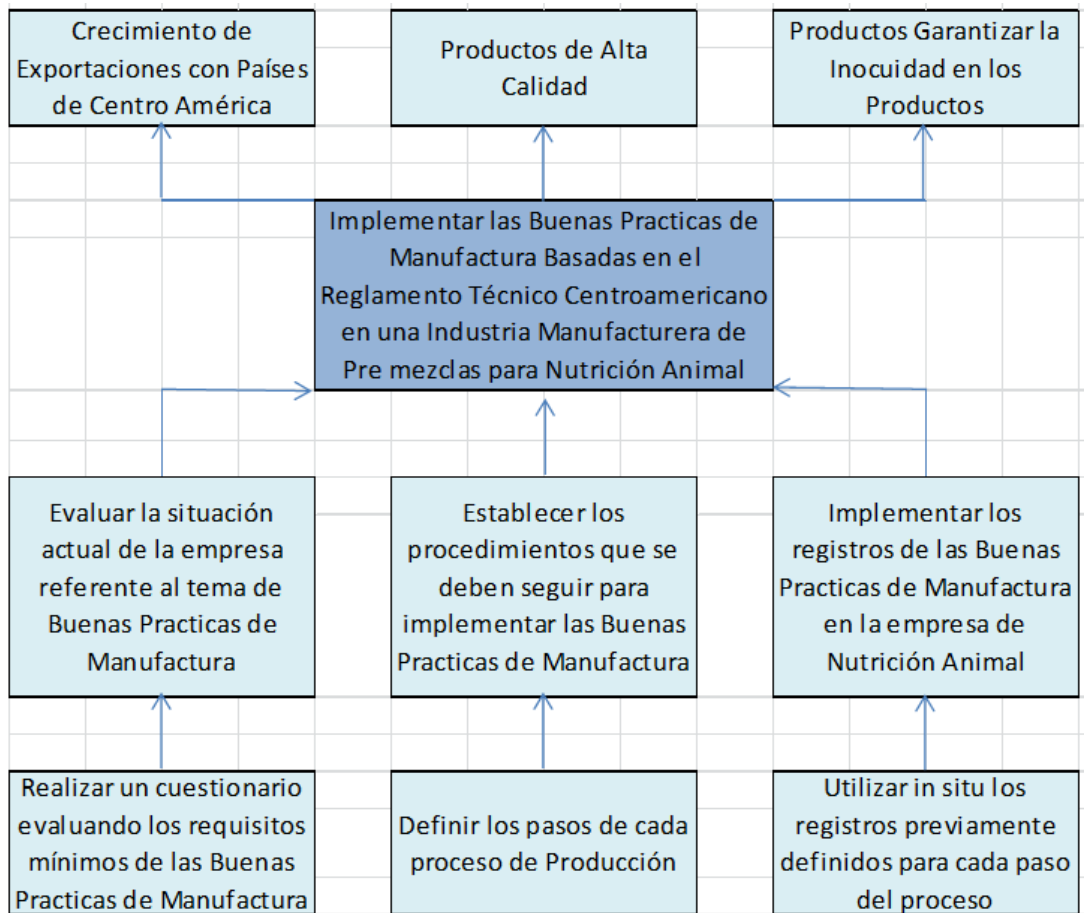 Crecimiento de
Exportaciones con Países
de Centro América
Productos de Alta
Calidad
Productos Garantizar la
Inocuidad en los
Productos
Implementar las Buenas Practicas de
Manufactura Basadas en el
Reglamento Técnico Centroamericano
en una Industria Manufacturera de
Pre mezclas para Nutrición Animal
Evaluar la situación
actual de la empresa
referente al tema de
Buenas Practicas de
Manufactura
Establecer los
procedimientos que se
deben seguir para
implementar las Buenas
Practicas de Manufactura
Implementar los
registros de las Buenas
Practicas de Manufactura
en la empresa de
Nutrición Animal
Realizar un cuestionario
evaluando los requisitos
mínimos de las Buenas
Practicas de Manufactura
Definir los pasos de cada
proceso de Producción
Utilizar in situ los
registros previamente
definidos para cada paso
del proceso